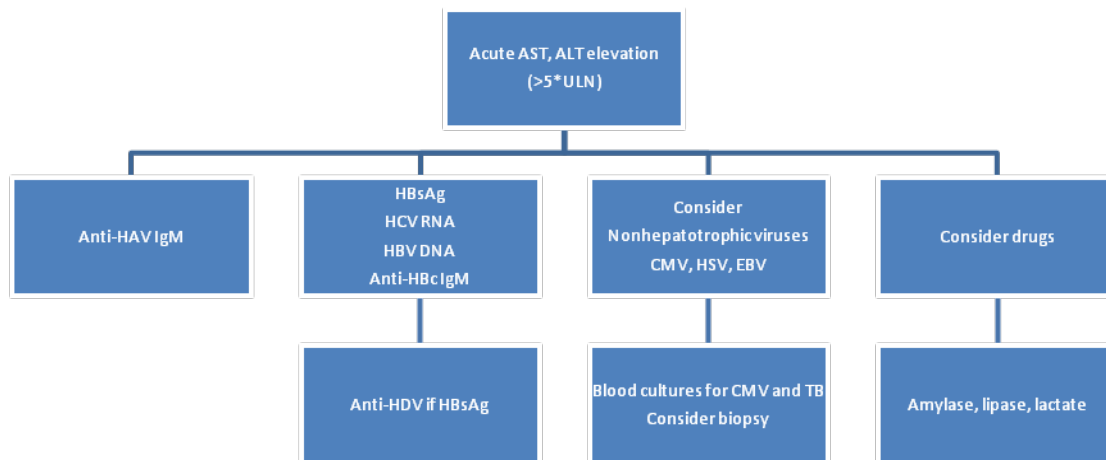 Acute AST, ALT elevation
(>5*ULN)
Anti-HAV IgM
HBsAg
HCV RNA
HBV DNA
Anti-HBc IgM
Consider
Nonhepatotrophic viruses
CMV, HSV, EBV
Consider drugs
Anti-HDV if HBsAg
Blood cultures for CMV and TB
Consider biopsy
Amylase, lipase, lactate